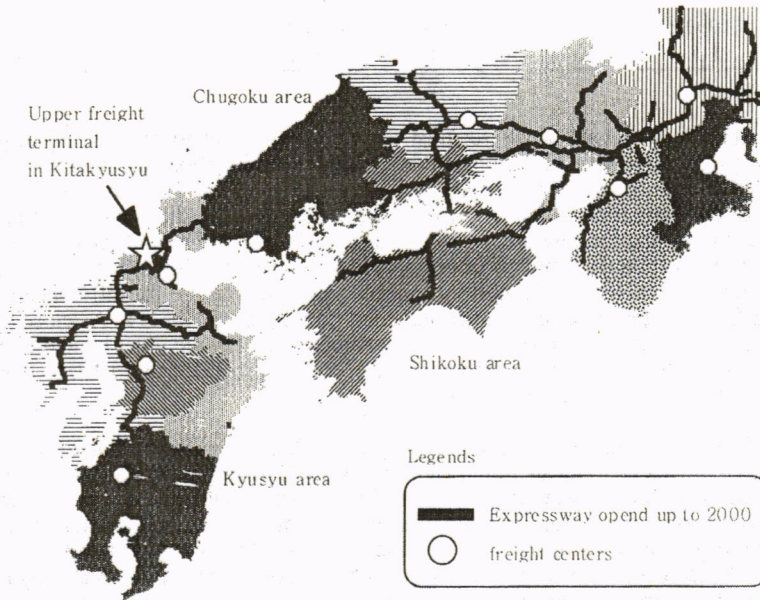 Chugoku area
Upper freight
terminal
in Kitakyusyu
Shikoku area
Kyusyu area
Legends
Expressway opend up to 2000
freight centers